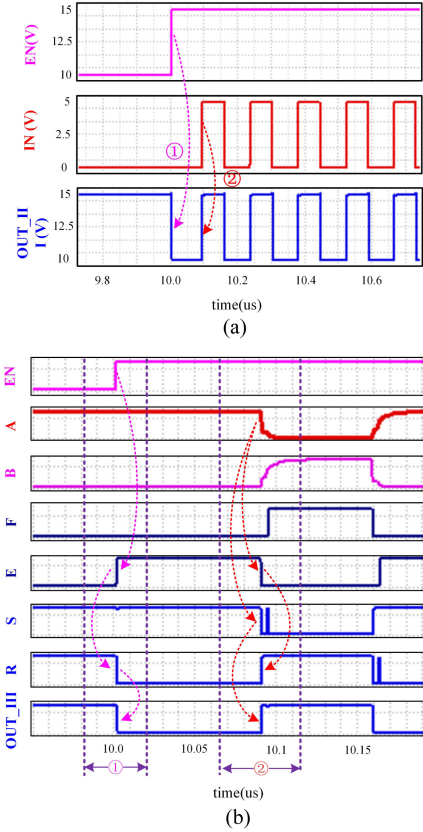 EN(V)
15
12.5
10
IN (V)
5
2.5
0
①
②
OUT_II
I (V)
15
12.5
10
9.8
10.0
10.2
10.4
10.6
time(us)
(a)
EN
A
B
F
E
S
R
OUT_III
10.0
10.05
10.1
10.15
①
②
time(us)
(b)